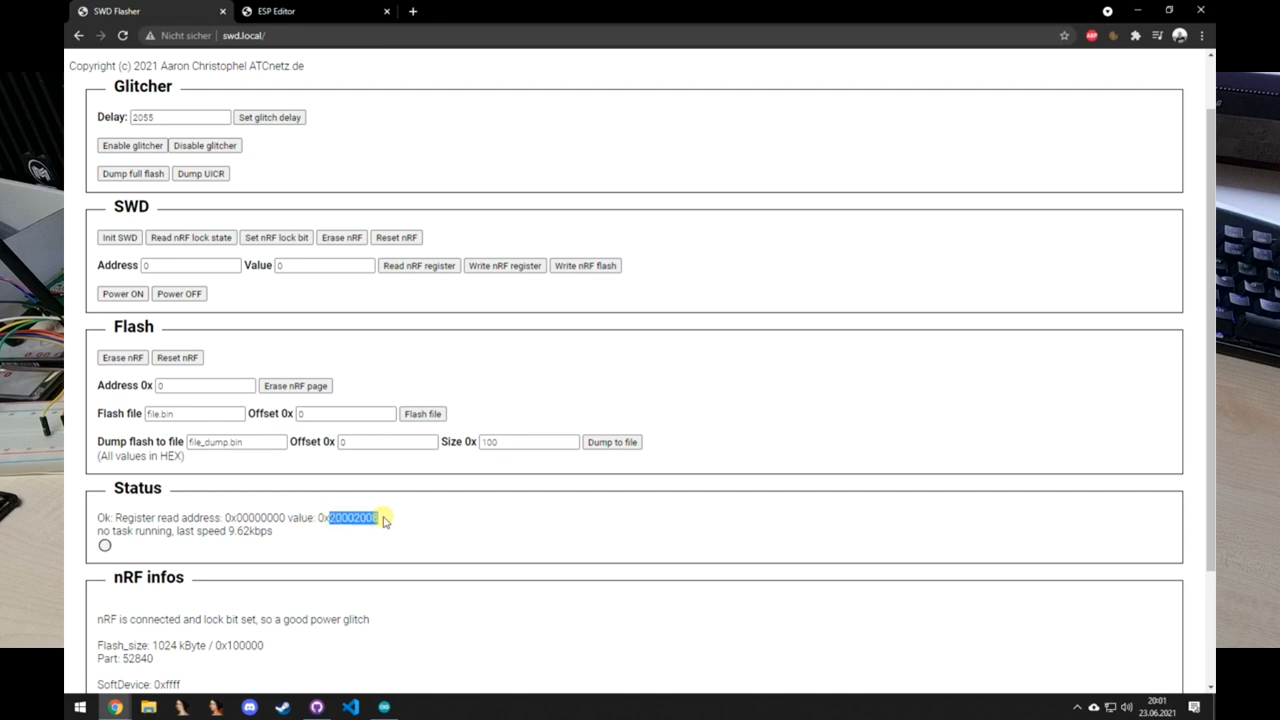 SWD Flasher
ESP Editor
Nicht sicher swd.local/
Copyright (c) 2021 Aaron Christophel ATCnetz.de
Glitcher
Delay: 2055 Set glitch delay
Enable glitcher Disable glitcher
Dump full flash Dump UICR
SWD
Init SWD Read nRF lock state Set nRF lock bit Erase nRF Reset nRF
Address 0 Value 0 Read nRF register Write nRF register Write nRF flash
Power ON Power OFF
Flash
Erase nRF Reset nRF
Address 0x 0 Erase nRF page
Flash file file.bin Offset 0x 0 Flash file
Dump flash to file file_dump.bin Offset 0x 0 Size 0x 100 Dump to file
(All values in HEX)
Status
Ok: Register read address: 0x00000000 value: 0x20002008
no task running, last speed 9.62kbps
nRF infos
nRF is connected and lock bit set, so a good power glitch
Flash_size: 1024 kByte / 0x100000
Part: 52840
SoftDevice: 0xffff
20:01
23.06.2021